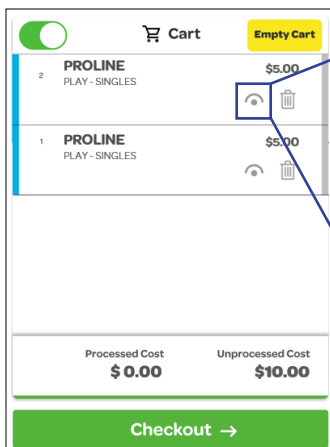 Cart
Empty Cart
2 PROLINE $5.00
PLAY - SINGLES
1 PROLINE $5.00
PLAY - SINGLES
Processed Cost Unprocessed Cost
$ 0.00 $10.00
Checkout →